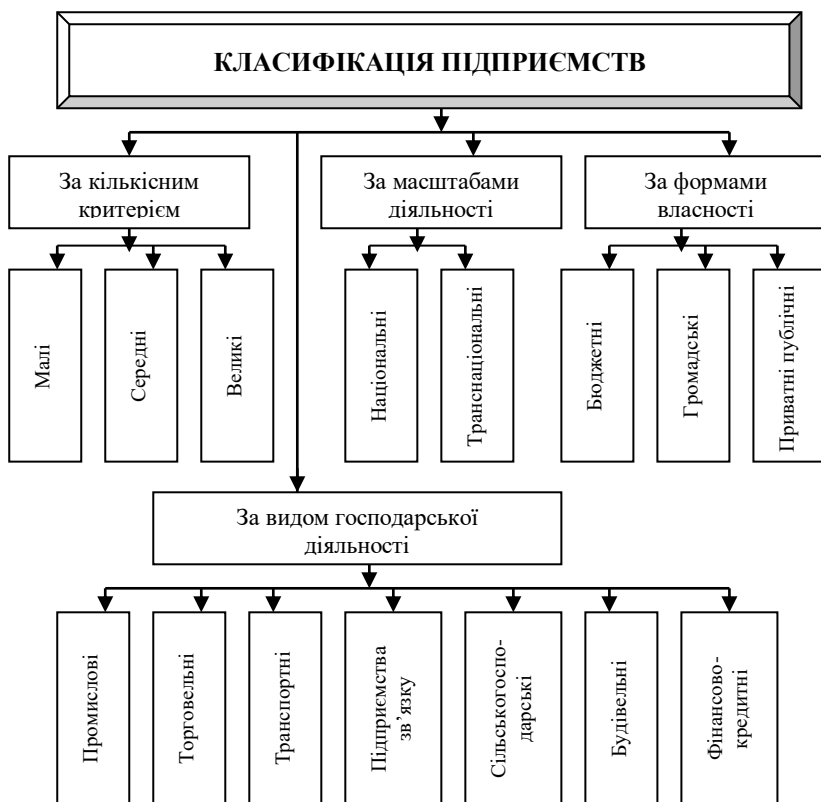 КЛАСИФІКАЦІЯ ПІДПРИЄМСТВ
За кількісним
критерієм
За масштабами
діяльності
За формами
власності
Малі
Середні
Великі
Національні
Транснаціональні
Бюджетні
Громадські
Приватні публічні
За видом господарської
діяльності
Промислові
Торговельні
Транспортні
Підприємства
зв’язку
Сільськогоспо-
дарські
Будівельні
Фінансово-
кредитні